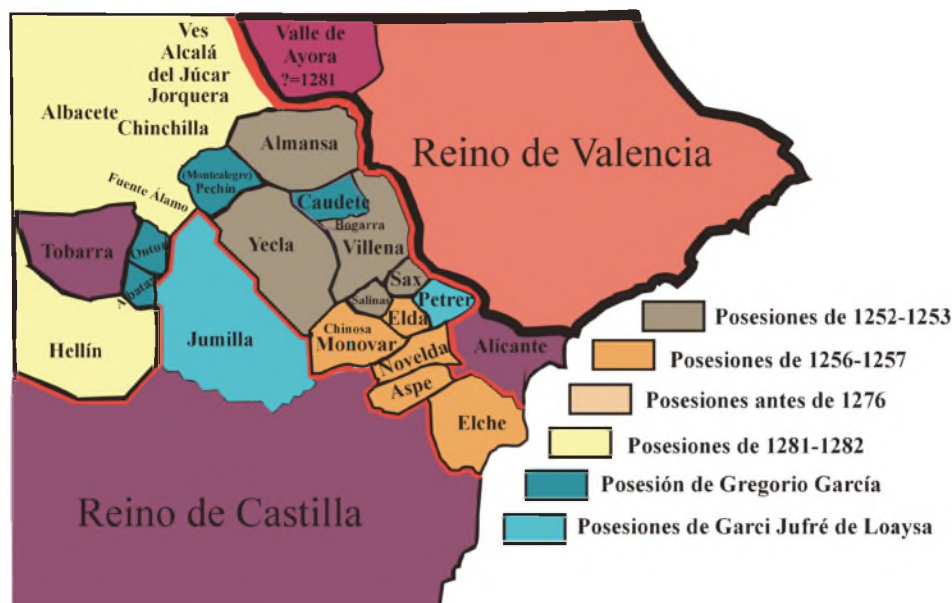 Ves
Alcalá
del Júcar
Jorquera
Albacete
Chinchilla
Valle de
Ayora
?=1281
Reino de Valencia
Almansa
(Montealegre)
Pechín
Caudete
Bogarra
Villena
Fuente Álamo
Yecla
Tobarra
Ontur
Albatana
Sax
Salinas
Petrer
Elda
Chinosa
Monovar
Novelda
Alicante
Aspe
Elche
Hellín
Jumilla
Reino de Castilla
Posesiones de 1252-1253
Posesiones de 1256-1257
Posesiones antes de 1276
Posesiones de 1281-1282
Posesión de Gregorio García
Posesiones de Garci Jufré de Loaysa